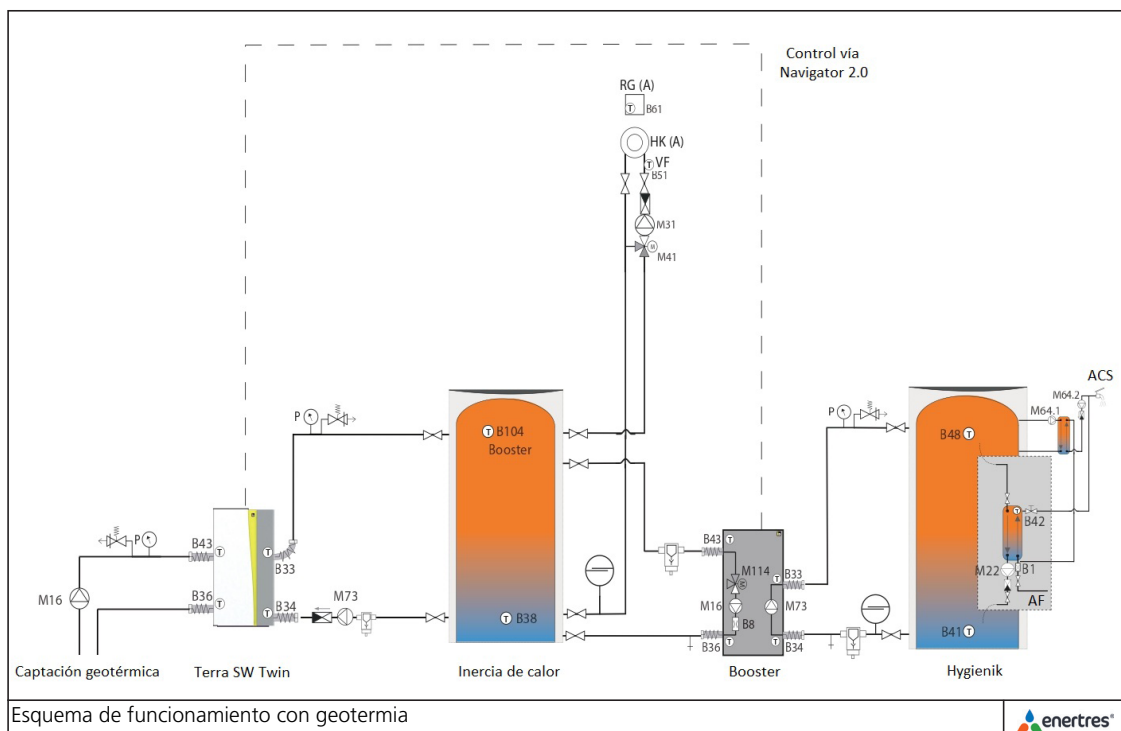 Control vía
Navigator 2.0
RG (A)
T
B61
HK (A)
T
VF
B51
M31
M
M41
P
T
B104
Booster
P
B43
T
B36
T
M16
T
B33
T
B34
M73
T
B38
B43
T
M114
M
M16
B8
B36
T
T
B33
M73
T
B34
P
B48
T
M64.1
M64.2
ACS
T
B42
M22
B1
AF
B41
T
Captación geotérmica
Terra SW Twin
Inercia de calor
Booster
Hygienik
Esquema de funcionamiento con geotermia
enertres®